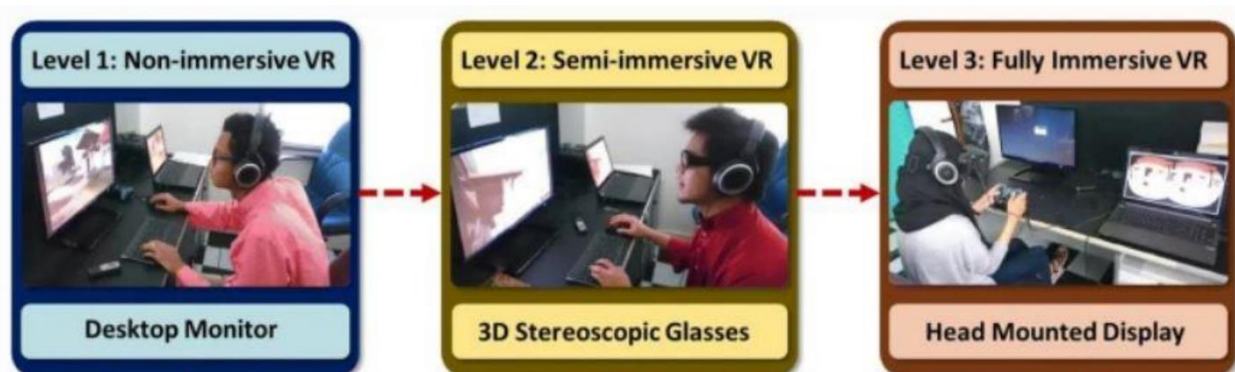 Level 1: Non-immersive VR
Desktop Monitor
Level 2: Semi-immersive VR
3D Stereoscopic Glasses
Level 3: Fully Immersive VR
Head Mounted Display